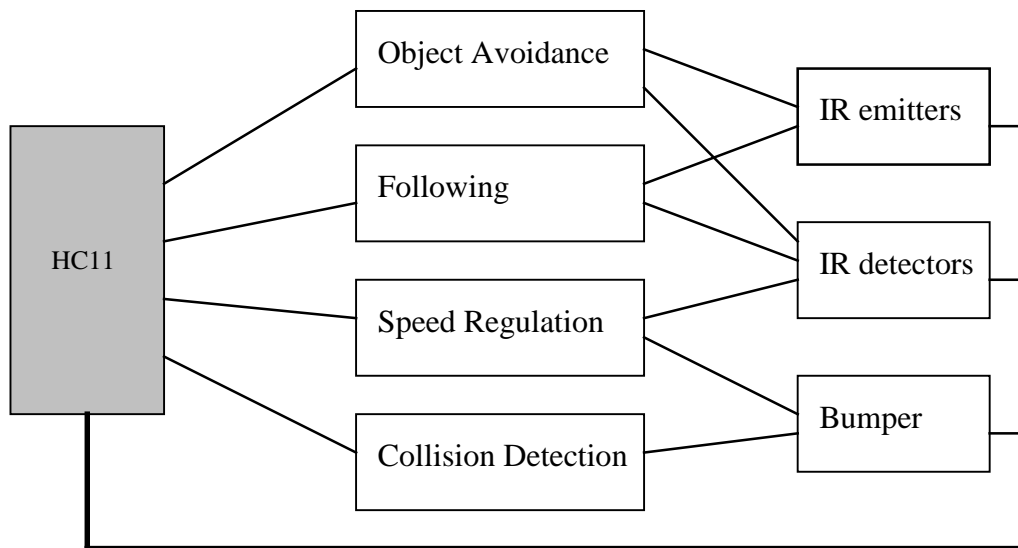 Object Avoidance
IR emitters
Following
HC11
IR detectors
Speed Regulation
Bumper
Collision Detection